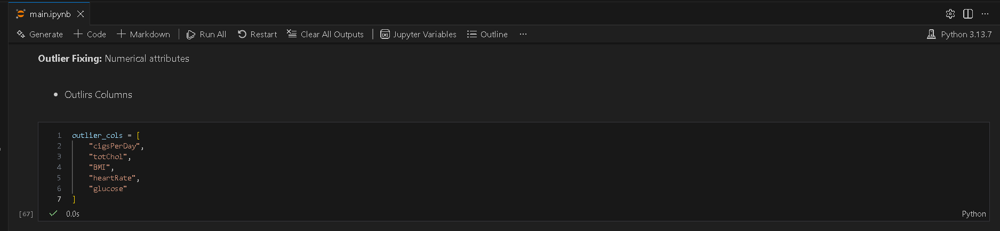 main.ipynb
Generate Code Markdown Run All Restart Clear All Outputs Jupyter Variables Outline ... Python 3.13.7
Outlier Fixing: Numerical attributes
• Outlirs Columns
1 outlier_cols = [
2 "cigsPerDay",
3 "totChol",
4 "BMI",
5 "heartRate",
6 "glucose"
7 ]
[67] 0.0s Python